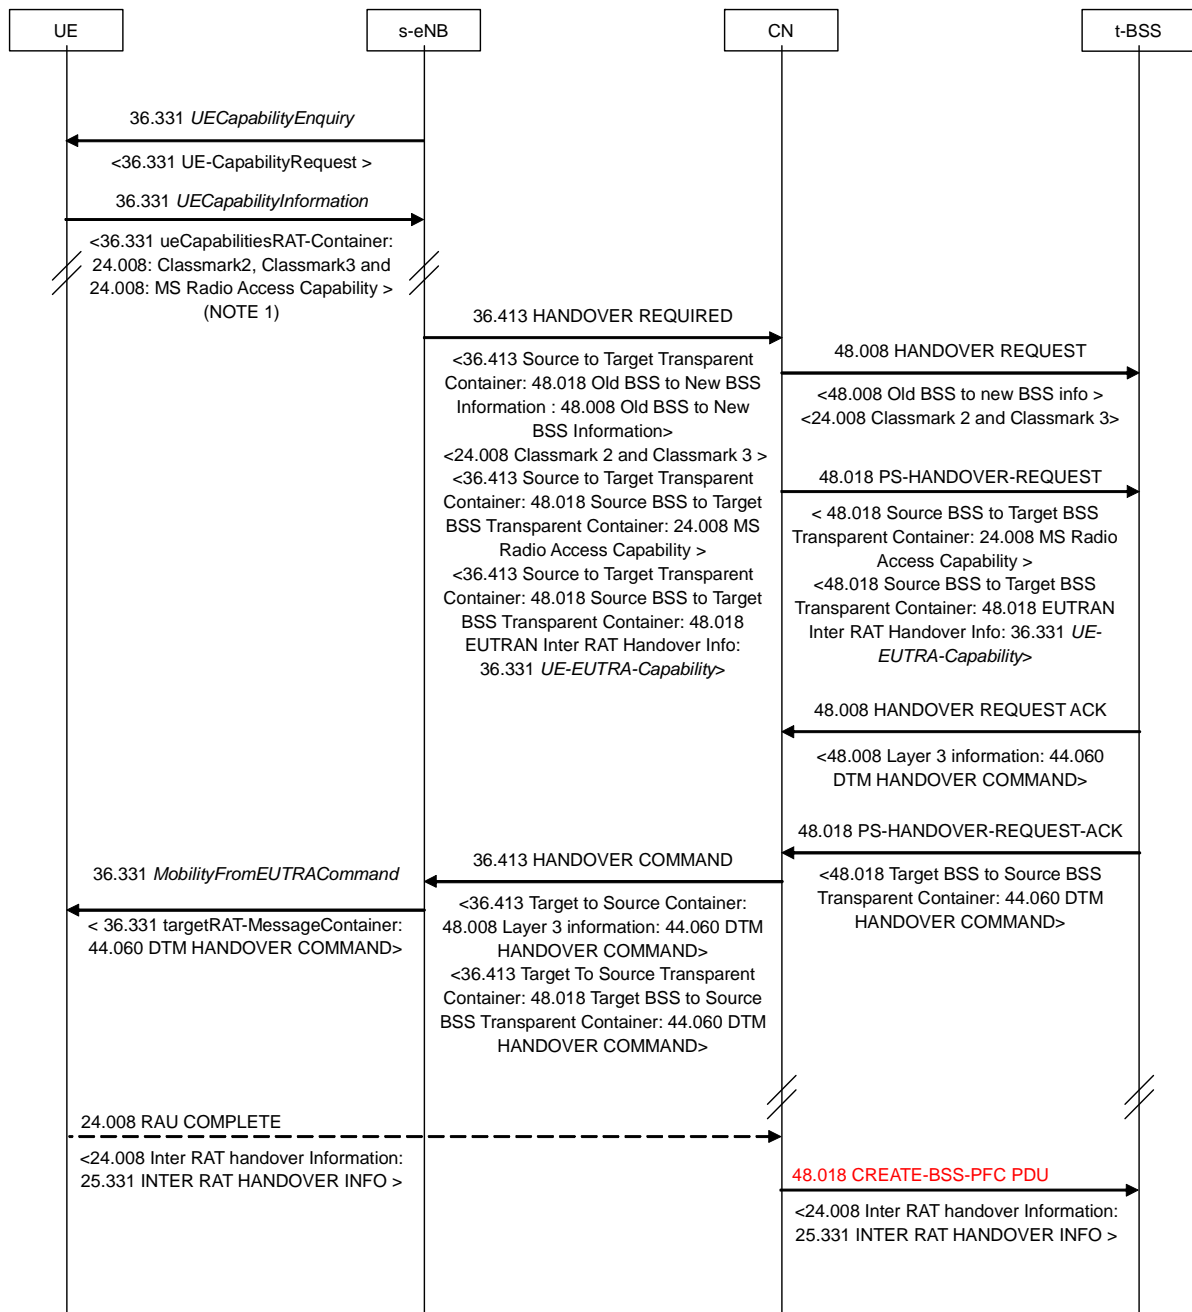 UE
s-eNB
CN
t-BSS
36.331 UECapabilityEnquiry
<36.331 UE-CapabilityRequest >
36.331 UECapabilityInformation
<36.331 ueCapabilitiesRAT-Container:
24.008: Classmark2, Classmark3 and
24.008: MS Radio Access Capability >
(NOTE 1)
36.413 HANDOVER REQUIRED
<36.413 Source to Target Transparent
Container: 48.018 Old BSS to New BSS
Information : 48.008 Old BSS to New
BSS Information>
<24.008 Classmark 2 and Classmark 3 >
<36.413 Source to Target Transparent
Container: 48.018 Source BSS to Target
BSS Transparent Container: 24.008 MS
Radio Access Capability >
<36.413 Source to Target Transparent
Container: 48.018 Source BSS to Target
BSS Transparent Container: 48.018
EUTRAN Inter RAT Handover Info:
36.331 UE-EUTRA-Capability>
48.008 HANDOVER REQUEST
<48.008 Old BSS to new BSS info >
<24.008 Classmark 2 and Classmark 3>
48.018 PS-HANDOVER-REQUEST
< 48.018 Source BSS to Target BSS
Transparent Container: 24.008 MS Radio
Access Capability >
<48.018 Source BSS to Target BSS
Transparent Container: 48.018 EUTRAN
Inter RAT Handover Info: 36.331 UE-
EUTRA-Capability>
48.008 HANDOVER REQUEST ACK
<48.008 Layer 3 information: 44.060
DTM HANDOVER COMMAND>
48.018 PS-HANDOVER-REQUEST-ACK
<48.018 Target BSS to Source BSS
Transparent Container: 44.060 DTM
HANDOVER COMMAND>
36.413 HANDOVER COMMAND
<36.413 Target to Source Container:
48.008 Layer 3 information: 44.060 DTM
HANDOVER COMMAND>
<36.413 Target To Source Transparent
Container: 48.018 Target BSS to Source
BSS Transparent Container: 44.060 DTM
HANDOVER COMMAND>
36.331 MobilityFromEUTRACommand
< 36.331 targetRAT-MessageContainer:
44.060 DTM HANDOVER COMMAND>
24.008 RAU COMPLETE
<24.008 Inter RAT handover Information:
25.331 INTER RAT HANDOVER INFO >
48.018 CREATE-BSS-PFC PDU
<24.008 Inter RAT handover Information:
25.331 INTER RAT HANDOVER INFO >